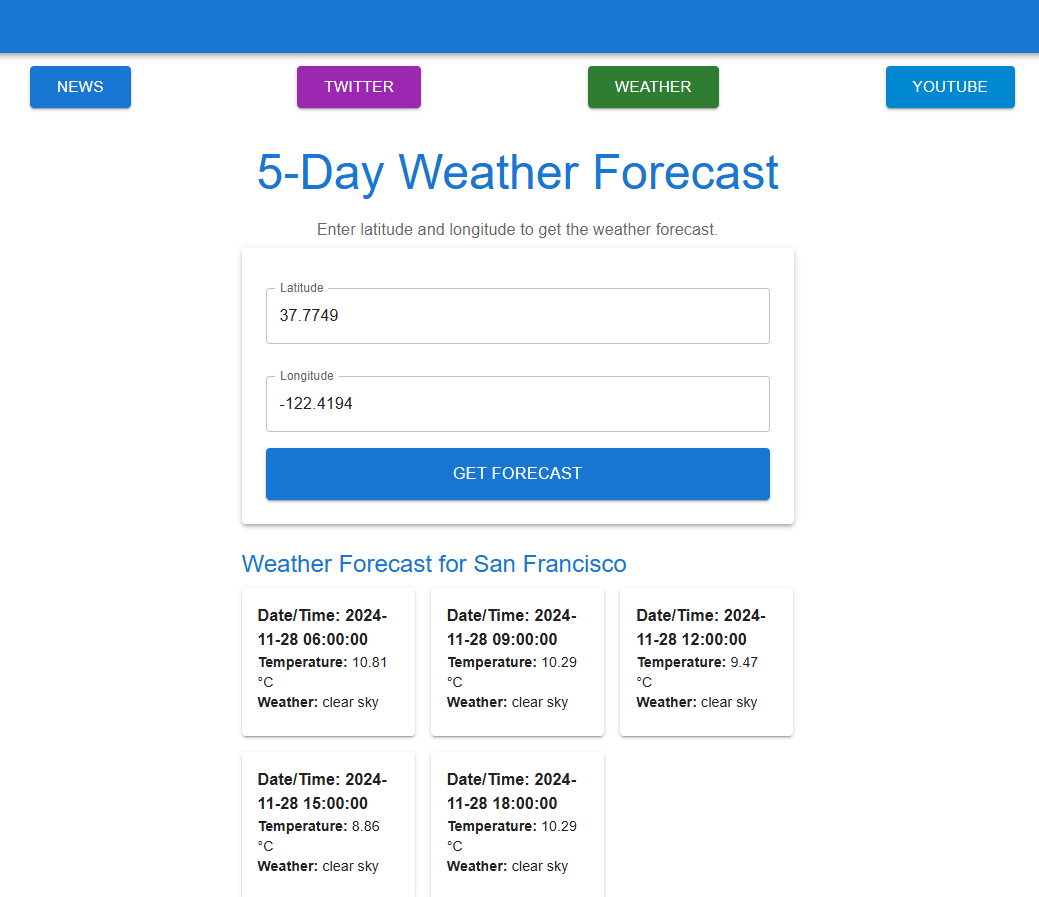 NEWS TWITTER WEATHER YOUTUBE
5-Day Weather Forecast
Enter latitude and longitude to get the weather forecast.
Latitude
37.7749
Longitude
-122.4194
GET FORECAST
Weather Forecast for San Francisco
Date/Time: 2024-
11-28 06:00:00
Temperature: 10.81
°C
Weather: clear sky
Date/Time: 2024-
11-28 09:00:00
Temperature: 10.29
°C
Weather: clear sky
Date/Time: 2024-
11-28 12:00:00
Temperature: 9.47
°C
Weather: clear sky
Date/Time: 2024-
11-28 15:00:00
Temperature: 8.86
°C
Weather: clear sky
Date/Time: 2024-
11-28 18:00:00
Temperature: 10.29
°C
Weather: clear sky